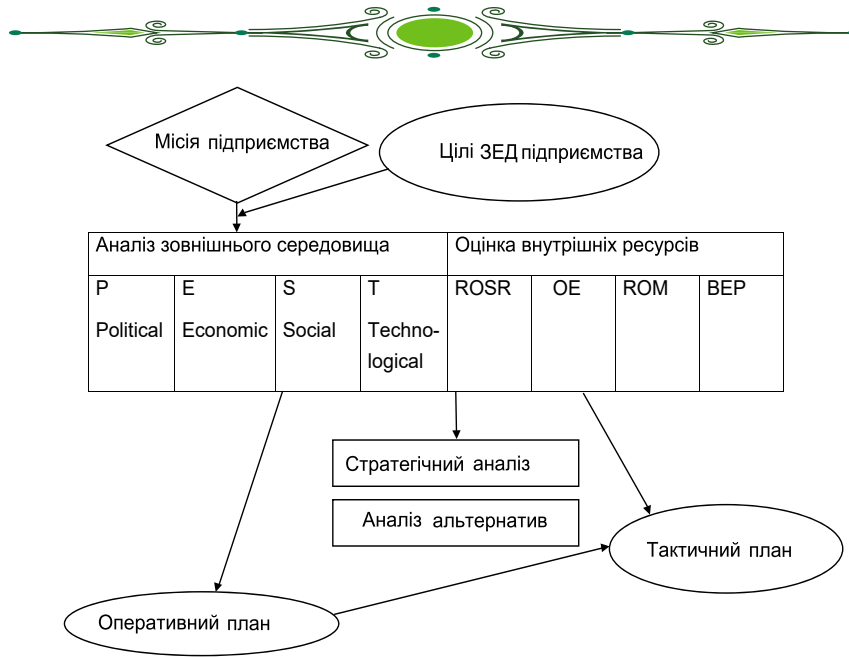 Місія підприємства
Цілі ЗЕД підприємства
Аналіз зовнішнього середовища
Оцінка внутрішніх ресурсів
P
E
S
T
ROSR
OE
ROM
BEP
Political
Economic
Social
Techno-
logical
Стратегічний аналіз
Аналіз альтернатив
Тактичний план
Оперативний план